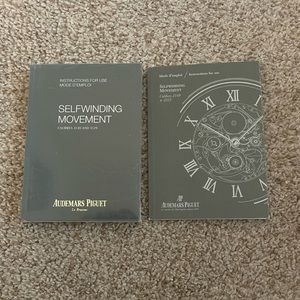 INSTRUCTIONS FOR USE
MODE D'EMPLOI
SELFWINDING
MOVEMENT
AUDEMARS PIGUET
Le Brassus
Mode d'emploi / Instructions for use
SELFWINDING
MOVEMENT
AP
AUDEMARS PIGUET